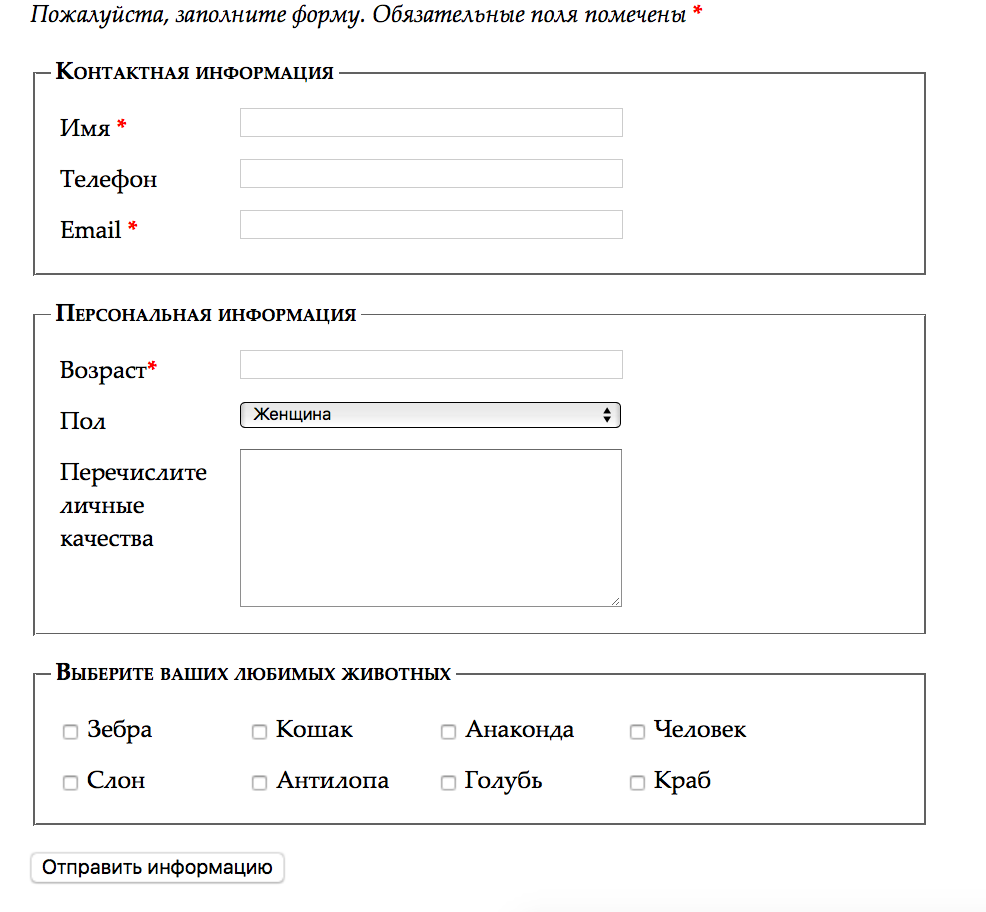 Пожалуйста, заполните форму. Обязательные поля помечены *
Контактная информация
Имя *
Телефон
Email *
Персональная информация
Возраст*
Пол Женщина
Перечислите
личные
качества
Выберите ваших любимых животных
Зебра Кошак Анаконда Человек
Слон Антилопа Голубь Краб
Отправить информацию